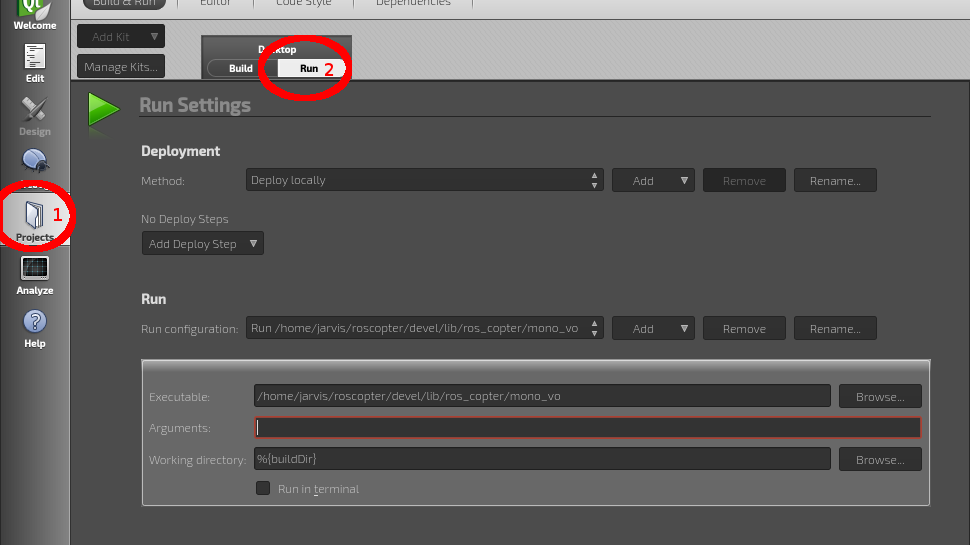 Qt
Welcome
Edit
Design
Projects
1
Analyze
Help
Build & Run
Editor
Code Style
Dependencies
Add Kit
Manage Kits...
Desktop
Build
Run
2
Run Settings
Deployment
Method:
Deploy locally
Add
Remove
Rename...
No Deploy Steps
Add Deploy Step
Run
Run configuration:
Run /home/jarvis/roscopter/devel/lib/ros_copter/mono_vo
Add
Remove
Rename...
Executable:
/home/jarvis/roscopter/devel/lib/ros_copter/mono_vo
Browse...
Arguments:
Working directory:
%{buildDir}
Browse...
Run in terminal